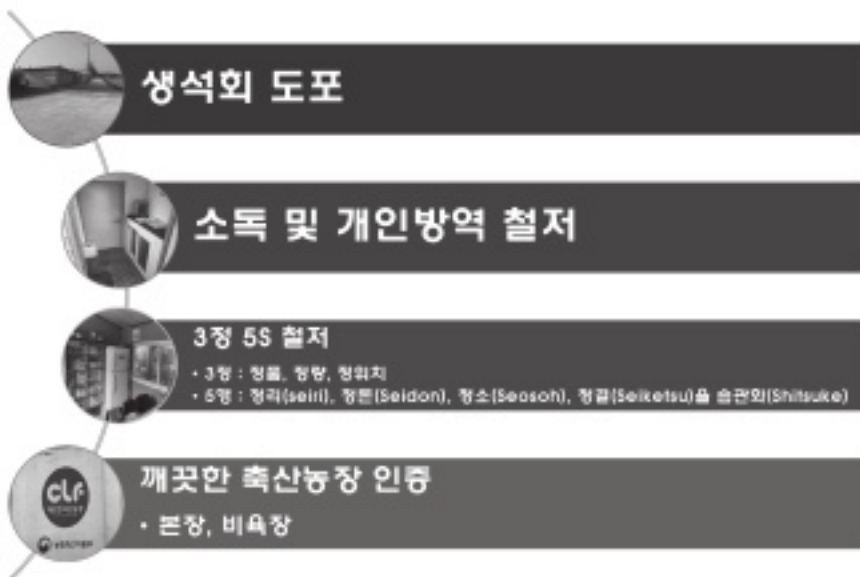 생석회 도포
소독 및 개인방역 철저
3정 5S 철저
• 3정 : 정품, 정량, 정위치
• 5행 : 정리(seiri), 정돈(Seidon), 정소(Seosoh), 정결(Seiketsu)을 습관화(Shitsuke)
깨끗한 축산농장 인증
• 본장, 비육장
CLF